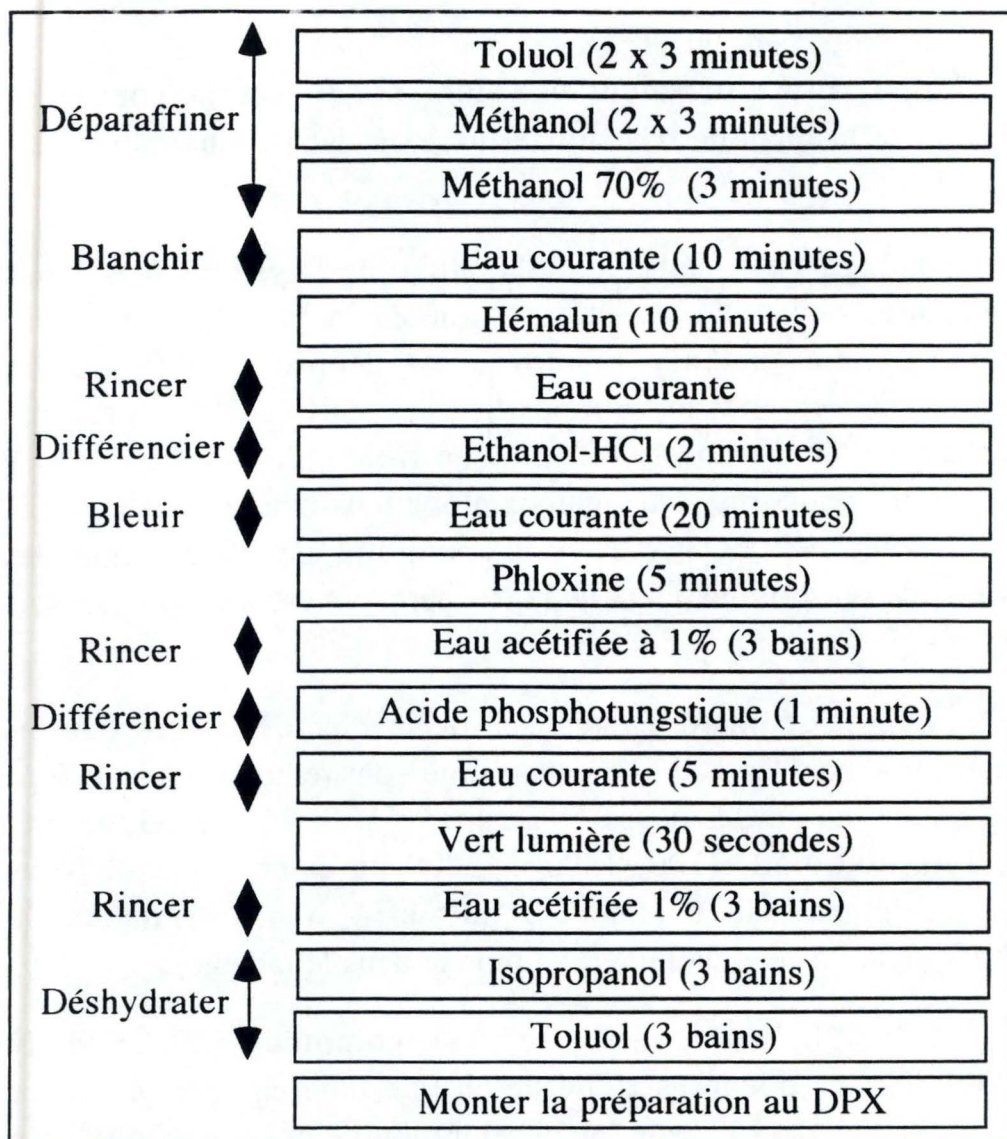 Toluol (2 x 3 minutes)
Déparaffiner Méthanol (2 x 3 minutes)
Méthanol 70% (3 minutes)
Blanchir Eau courante (10 minutes)
Hémalun (10 minutes)
Rincer Eau courante
Différencier Ethanol-HCl (2 minutes)
Bleuir Eau courante (20 minutes)
Phloxine (5 minutes)
Rincer Eau acétifiée à 1% (3 bains)
Différencier Acide phosphotungstique (1 minute)
Rincer Eau courante (5 minutes)
Vert lumière (30 secondes)
Rincer Eau acétifiée 1% (3 bains)
Isopropanol (3 bains)
Déshydrater
Toluol (3 bains)
Monter la préparation au DPX